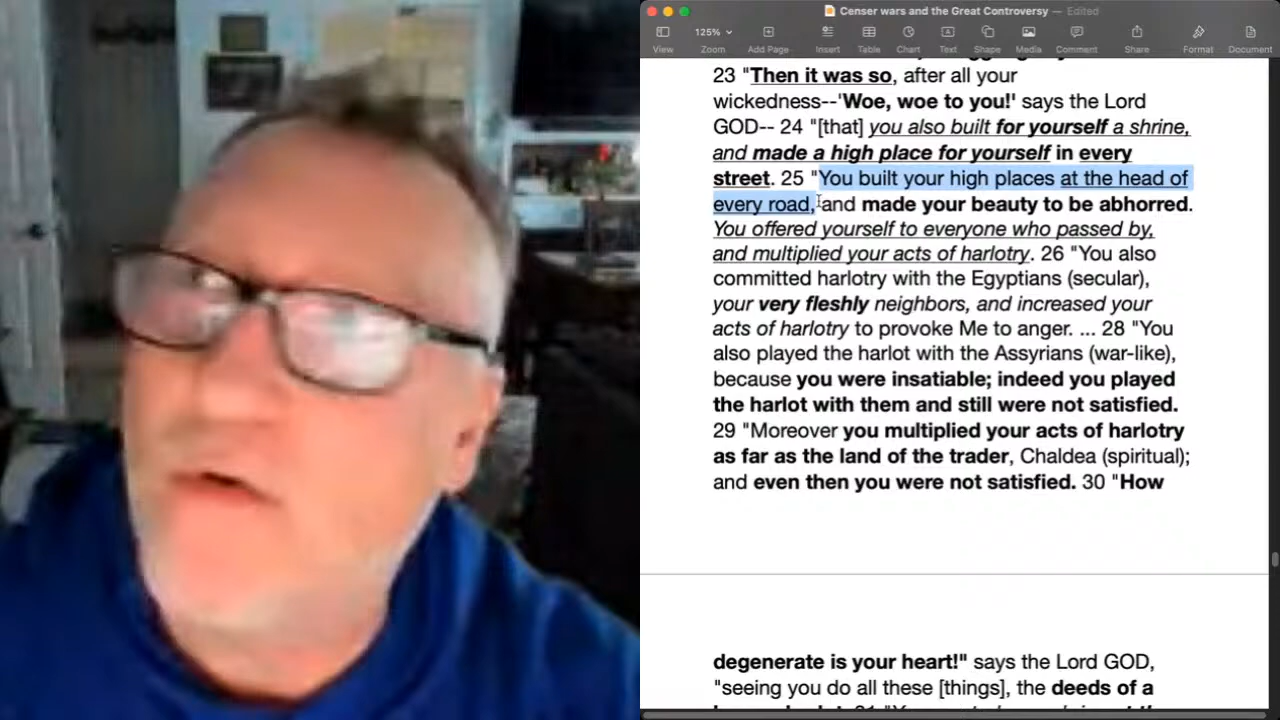 Censer wars and the Great Controversy — Edited
125%
View
Zoom
Add Page
Insert
Table
Chart
Text
Shape
Media
Comment
Share
Format
Document
23 "Then it was so, after all your
wickedness--'Woe, woe to you!' says the Lord
GOD-- 24 "[that] you also built for yourself a shrine,
and made a high place for yourself in every
street. 25 "You built your high places at the head of
every road, and made your beauty to be abhorred.
You offered yourself to everyone who passed by,
and multiplied your acts of harlotry. 26 "You also
committed harlotry with the Egyptians (secular),
your very fleshly neighbors, and increased your
acts of harlotry to provoke Me to anger. ... 28 "You
also played the harlot with the Assyrians (war-like),
because you were insatiable; indeed you played
the harlot with them and still were not satisfied.
29 "Moreover you multiplied your acts of harlotry
as far as the land of the trader, Chaldea (spiritual);
and even then you were not satisfied. 30 "How
degenerate is your heart!" says the Lord GOD,
"seeing you do all these [things], the deeds of a